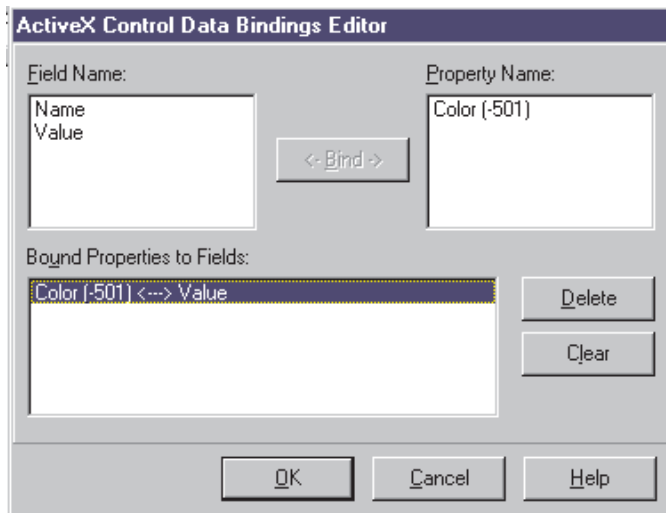 ActiveX Control Data Bindings Editor
Field Name:
Property Name:
Name
Value
Color (-501)
<- Bind ->
Bound Properties to Fields:
Color (-501) <---> Value
Delete
Clear
OK
Cancel
Help